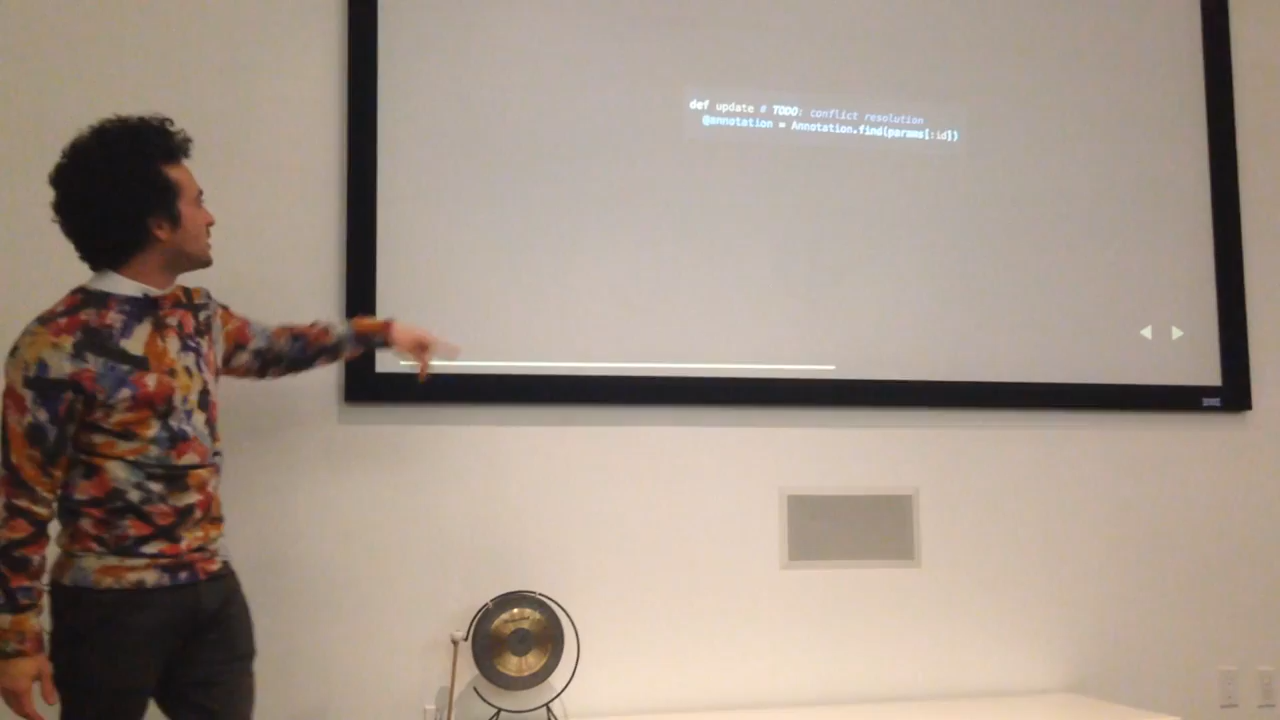 def update # TODO: conflict resolution
@annotation = Annotation.find(params[:id])